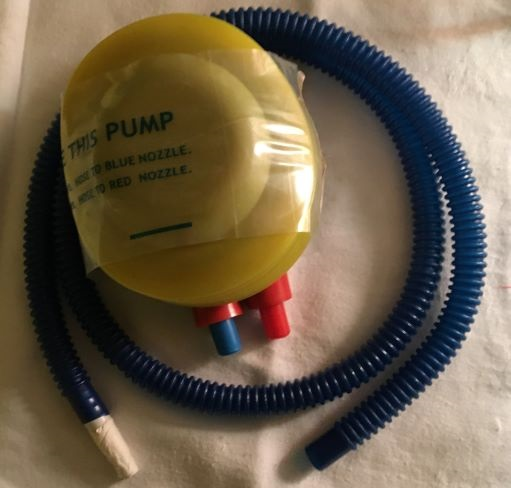 THIS PUMP
HOSE TO BLUE NOZZLE.
HOSE TO RED NOZZLE.